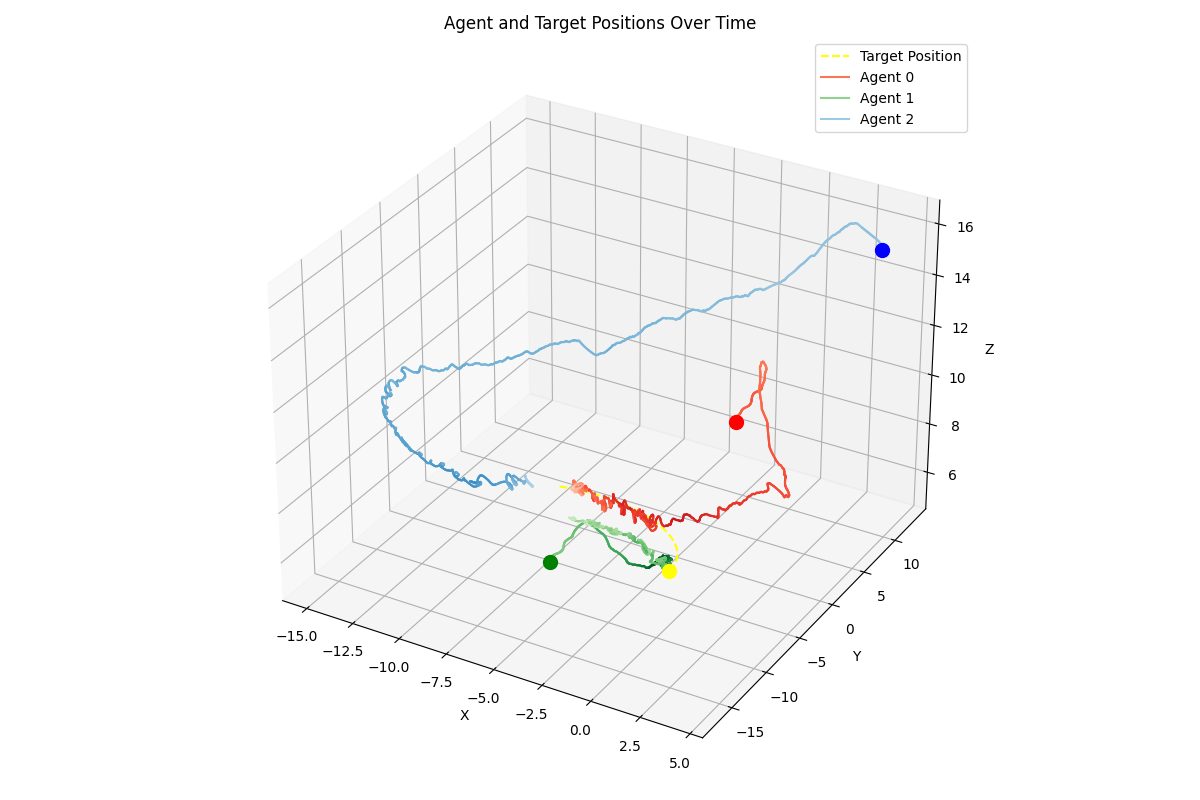 Agent and Target Positions Over Time
Target Position
Agent 0
Agent 1
Agent 2
16
14
12
10
8
6
Z
10
5
0
−5
−10
−15
Y
−15.0
−12.5
−10.0
−7.5
−5.0
−2.5
0.0
2.5
5.0
X